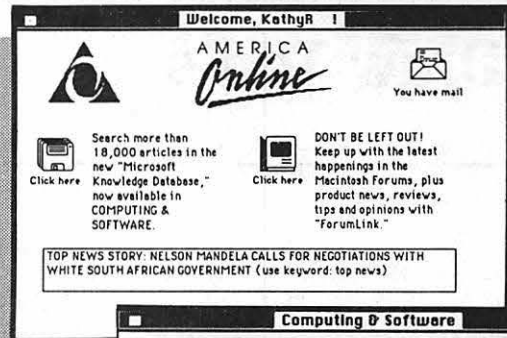 Welcome, KathyR !
AMERICA
Online
You have mail
Search more than
18,000 articles in the
new "Microsoft
Knowledge Database,"
now available in
COMPUTING &
SOFTWARE.
Click here
DON'T BE LEFT OUT!
Keep up with the latest
happenings in the
Macintosh Forums, plus
product news, reviews,
tips and opinions with
"ForumLink."
Click here
TOP NEWS STORY: NELSON MANDELA CALLS FOR NEGOTIATIONS WITH
WHITE SOUTH AFRICAN GOVERNMENT (use keyword: top news)
Computing & Software